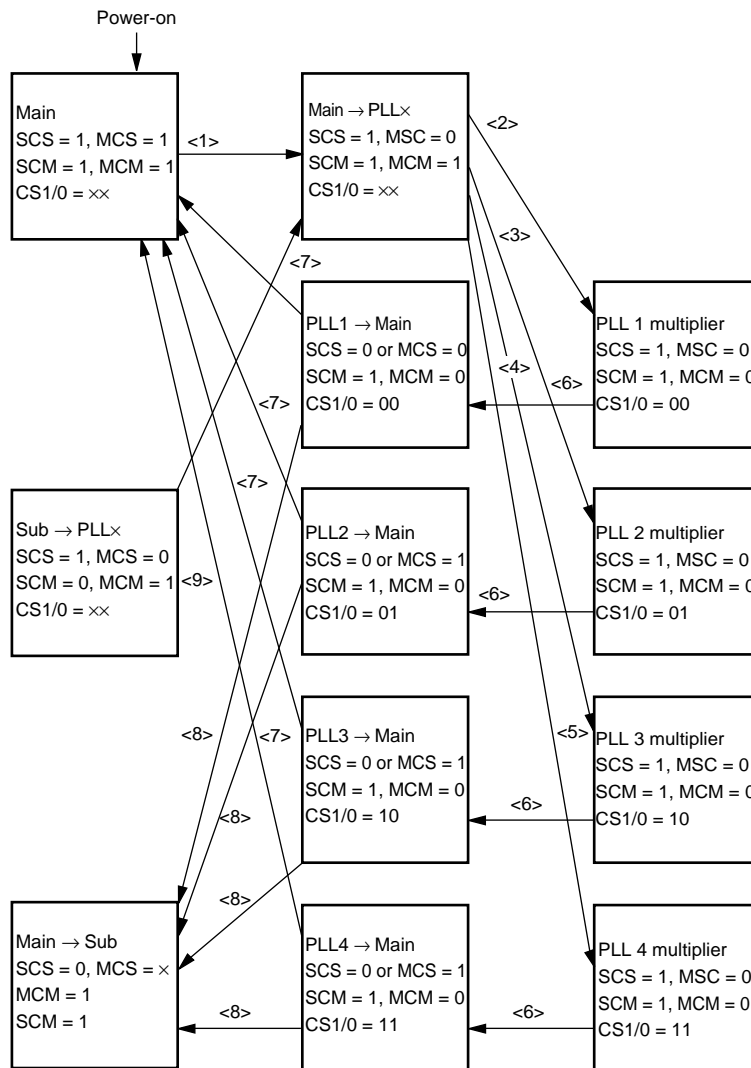 Power-on
Main
SCS = 1, MCS = 1
SCM = 1, MCM = 1
CS1/0 = ××
<1>
Main → PLL×
SCS = 1, MSC = 0
SCM = 1, MCM = 1
CS1/0 = ××
<2>
<3>
<7>
PLL1 → Main
SCS = 0 or MCS = 0
SCM = 1, MCM = 0
CS1/0 = 00
<4>
<6>
PLL 1 multiplier
SCS = 1, MSC = 0
SCM = 1, MCM = 0
CS1/0 = 00
<7>
<7>
Sub → PLL×
SCS = 1, MCS = 0
SCM = 0, MCM = 1
CS1/0 = ××
<9>
PLL2 → Main
SCS = 0 or MCS = 1
SCM = 1, MCM = 0
CS1/0 = 01
<6>
PLL 2 multiplier
SCS = 1, MSC = 0
SCM = 1, MCM = 0
CS1/0 = 01
<8>
<7>
PLL3 → Main
SCS = 0 or MCS = 1
SCM = 1, MCM = 0
CS1/0 = 10
<5>
<6>
PLL 3 multiplier
SCS = 1, MSC = 0
SCM = 1, MCM = 0
CS1/0 = 10
<8>
<8>
Main → Sub
SCS = 0, MCS = ×
MCM = 1
SCM = 1
<8>
PLL4 → Main
SCS = 0 or MCS = 1
SCM = 1, MCM = 0
CS1/0 = 11
<6>
PLL 4 multiplier
SCS = 1, MSC = 0
SCM = 1, MCM = 0
CS1/0 = 11